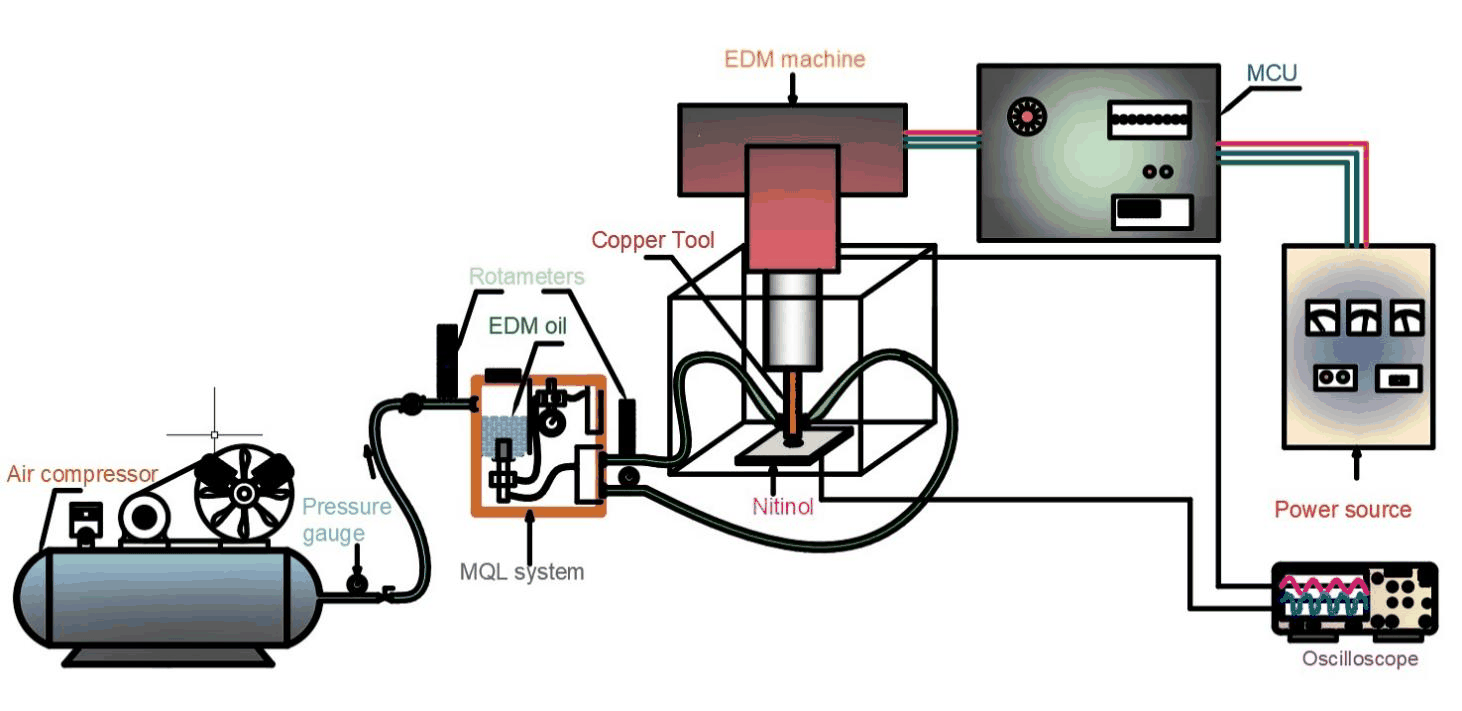 EDM machine
MCU
Copper Tool
Rotameters
EDM oil
Air compressor
Pressure
gauge
Nitinol
Power source
MQL system
Oscilloscope